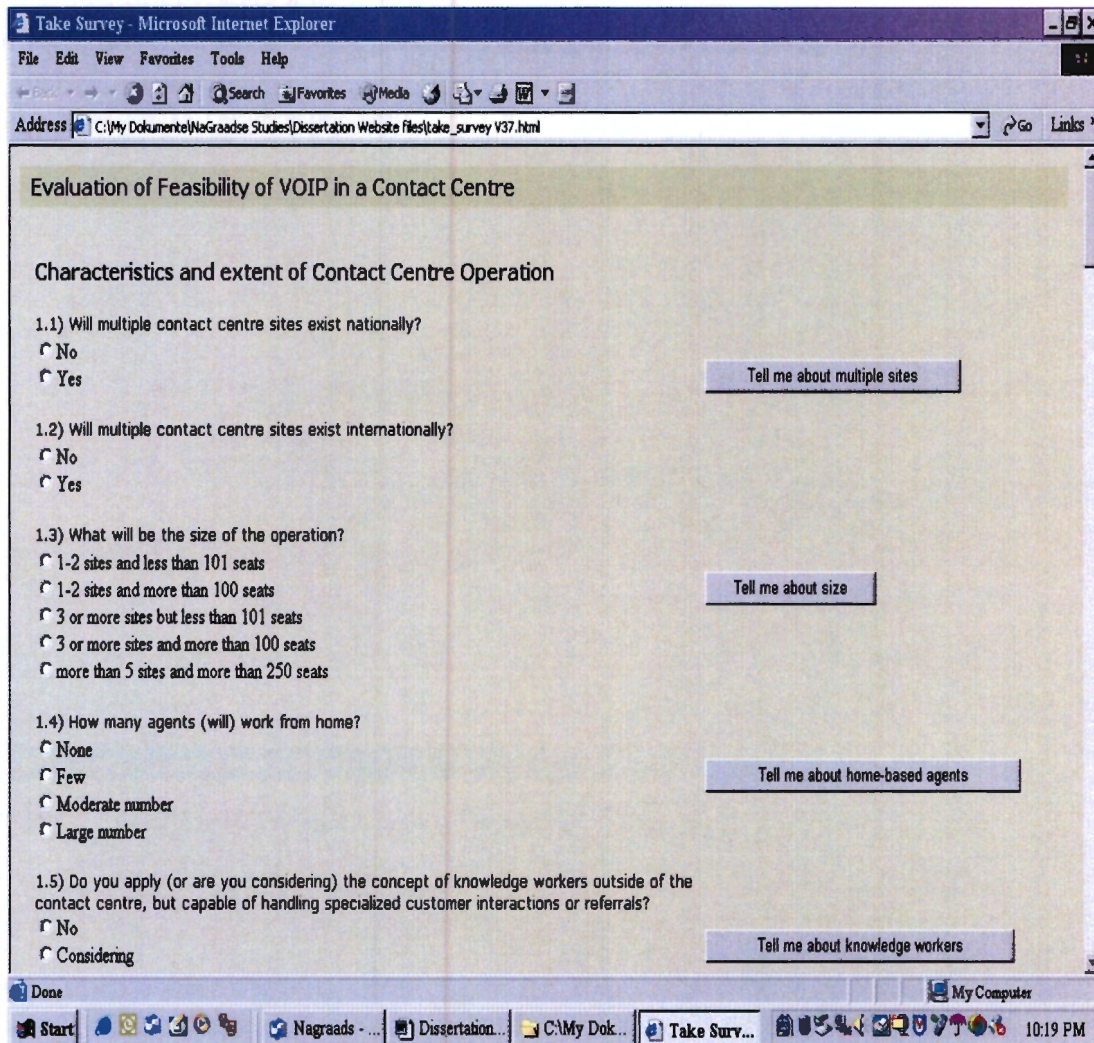 Take Survey - Microsoft Internet Explorer
File Edit View Favorites Tools Help
Back Search Favorites Media
Address C:\My Dokumente\NaGraadse Studies\Dissertation Website files\take_survey V37.html Go Links »
Evaluation of Feasibility of VOIP in a Contact Centre
Characteristics and extent of Contact Centre Operation
1.1) Will multiple contact centre sites exist nationally?
No
Yes
Tell me about multiple sites
1.2) Will multiple contact centre sites exist internationally?
No
Yes
1.3) What will be the size of the operation?
1-2 sites and less than 101 seats
1-2 sites and more than 100 seats
Tell me about size
3 or more sites but less than 101 seats
3 or more sites and more than 100 seats
more than 5 sites and more than 250 seats
1.4) How many agents (will) work from home?
None
Few
Tell me about home-based agents
Moderate number
Large number
1.5) Do you apply (or are you considering) the concept of knowledge workers outside of the
contact centre, but capable of handling specialized customer interactions or referrals?
No
Considering
Tell me about knowledge workers
Done My Computer
Start Nagraads - ... Dissertation... C:\My Dok... Take Surv... 10:19 PM